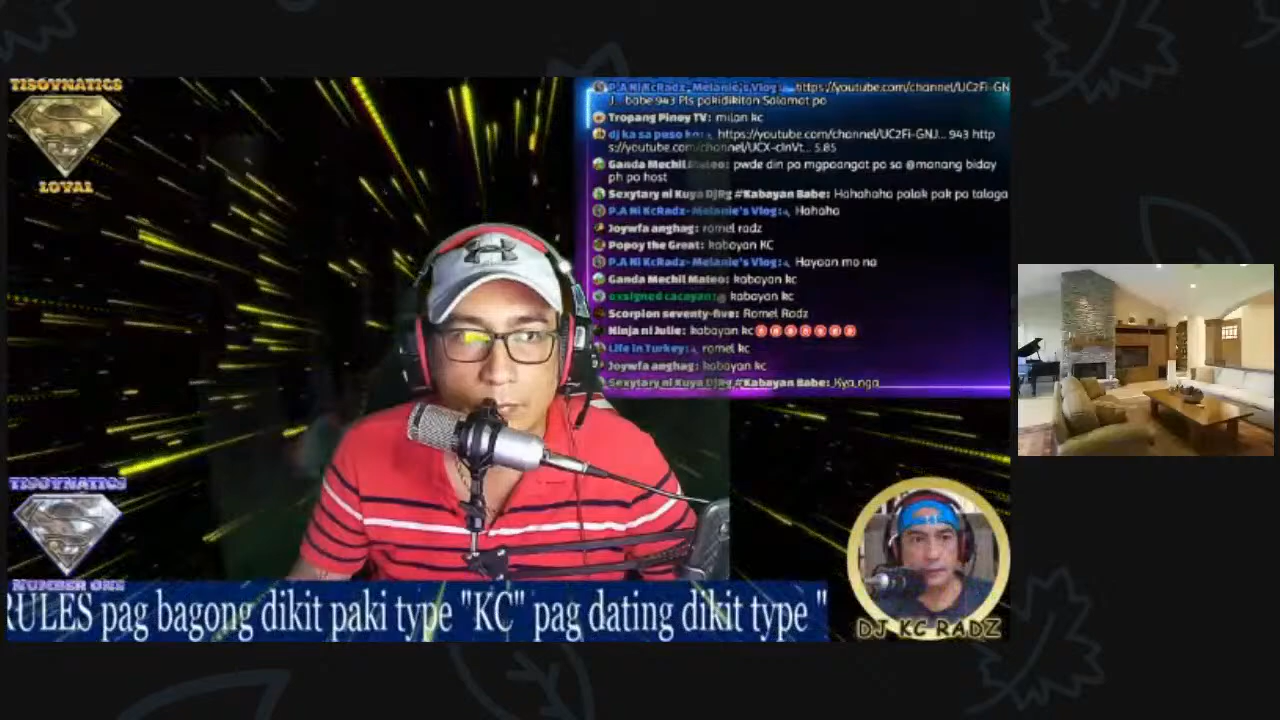 TISOYNATICS
LOYAL
P.A Ni KcRadz- Melanie's Vlog: https://youtube.com/channel/UC2Fi-GN
J... babe 943 Pls pakidikitan Salamat po
Tropang Pinoy TV: milan kc
dj ka sa puso ko: https://youtube.com/channel/UC2Fi-GNJ... 943 http
s://youtube.com/channel/UCX-cInVt... 5.85
Ganda Mechil Mateo: pwde din po mgpaangat po sa @manang biday
ph po host
Sexytary ni Kuya DjRg #Kabayan Babe: Hahahaha palak pak po talaga
P.A Ni KcRadz- Melanie's Vlog: Hahaha
Joywfa anghag: romel radz
Popoy the Great: kabayan KC
P.A Ni KcRadz- Melanie's Vlog: Hayaan mo na
Ganda Mechil Mateo: kabayan kc
assigned cacayan: kabayan kc
Scorpion seventy-five: Romel Radz
Ninja ni Julie: kabayan kc
Life in Turkey: romel kc
Joywfa anghag: kabayan kc
Sexytary ni Kuya DjRg #Kabayan Babe: Kya nga
TISOYNATICS
NUMBER ONE
RULES pag bagong dikit paki type "KC" pag dating dikit type "
DJ KC RADZ